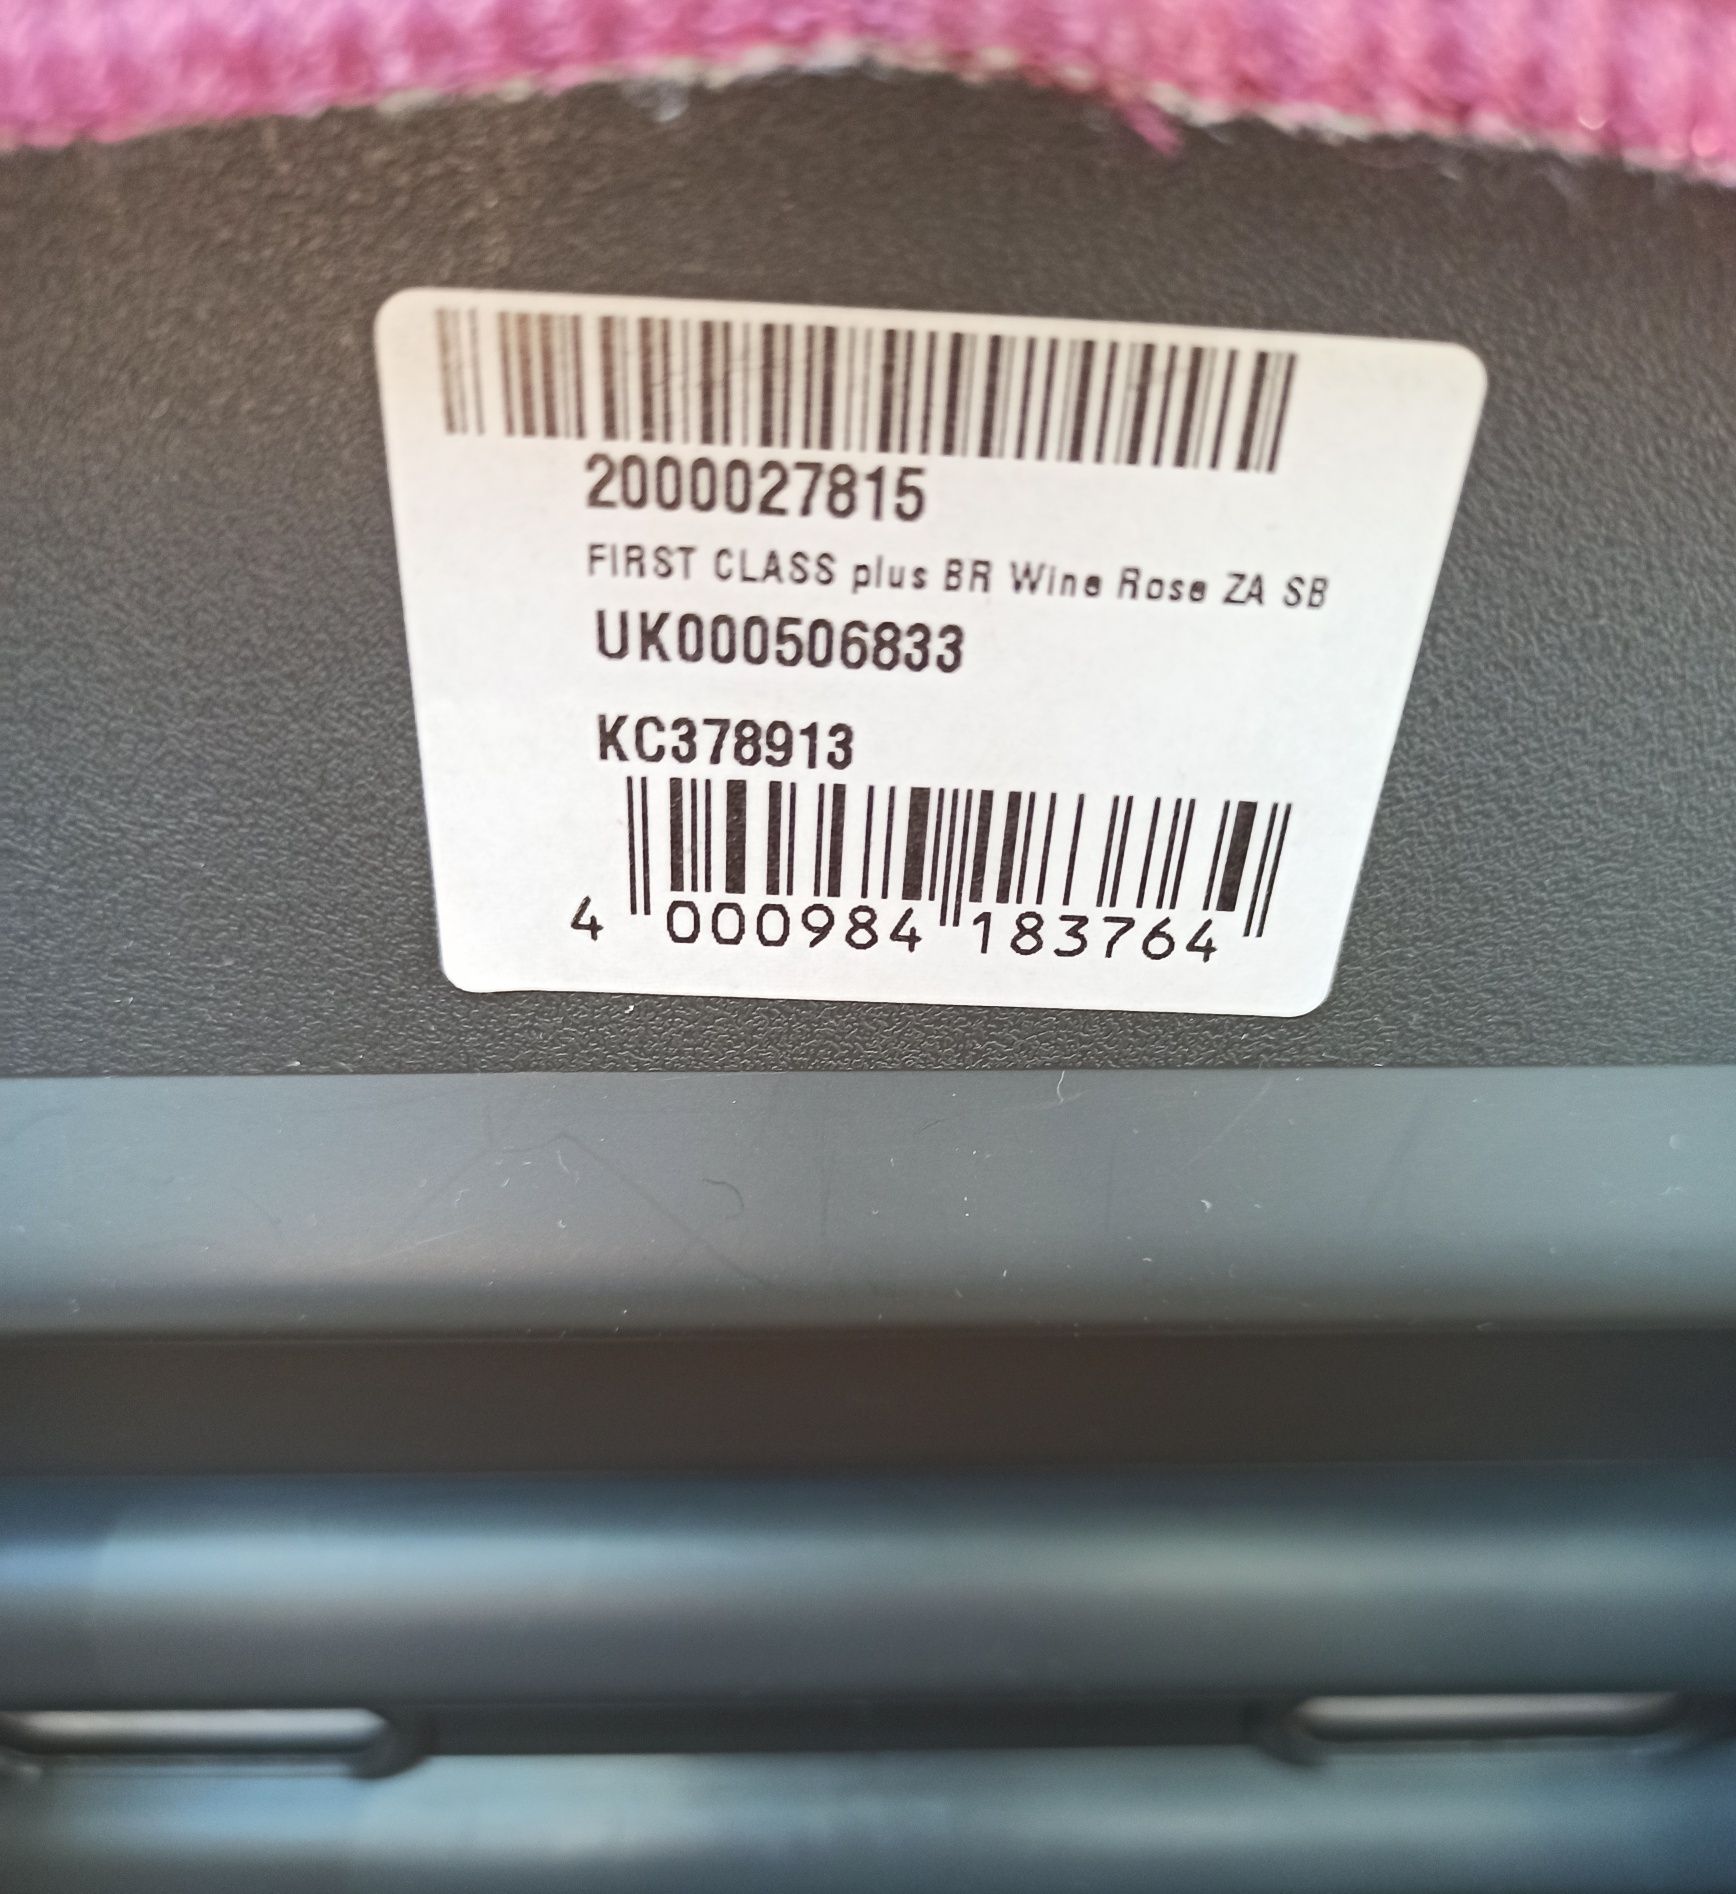 2000027815
FIRST CLASS plus BR Wine Rose ZA SB
UK000506833
KC378913
4 000984 183764